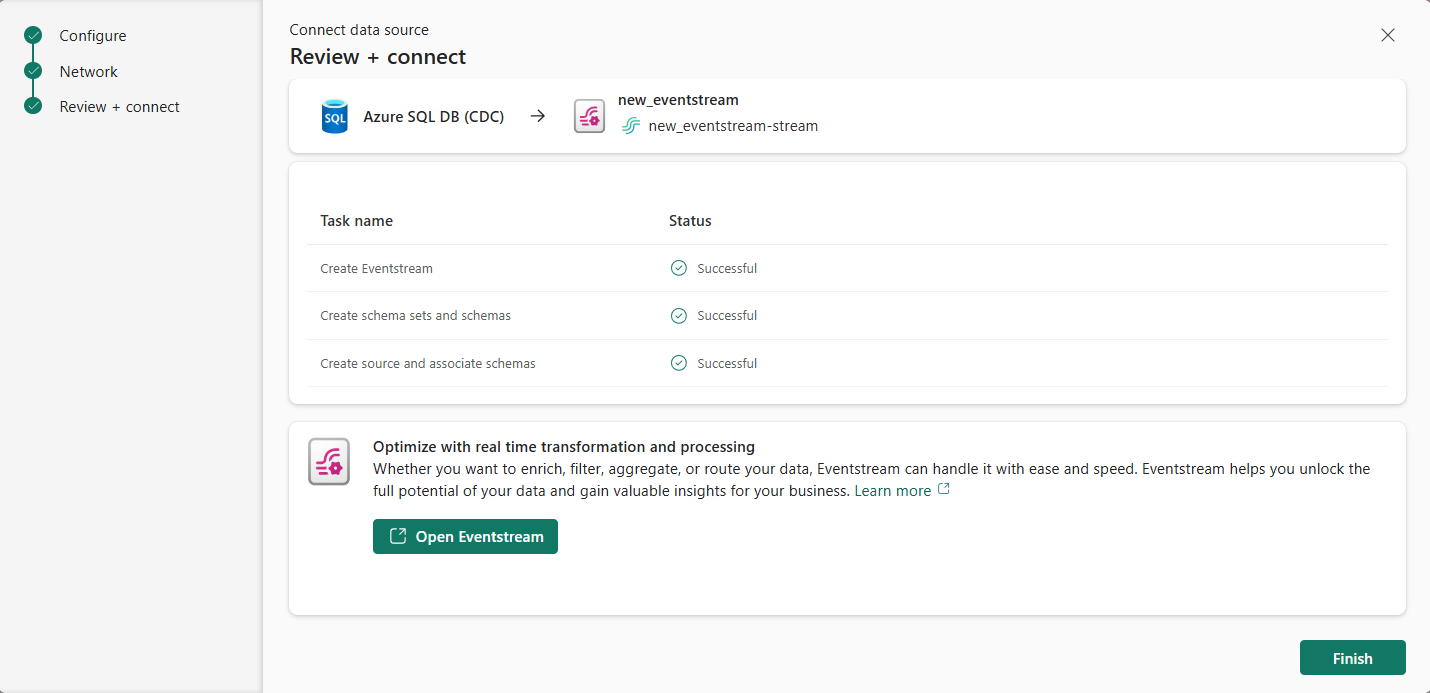 Configure
Network
Review + connect
Connect data source
Review + connect
SQL
Azure SQL DB (CDC)
new_eventstream
new_eventstream-stream
Task name Status
Create Eventstream Successful
Create schema sets and schemas Successful
Create source and associate schemas Successful
Optimize with real time transformation and processing
Whether you want to enrich, filter, aggregate, or route your data, Eventstream can handle it with ease and speed. Eventstream helps you unlock the
full potential of your data and gain valuable insights for your business. Learn more
Open Eventstream
Finish